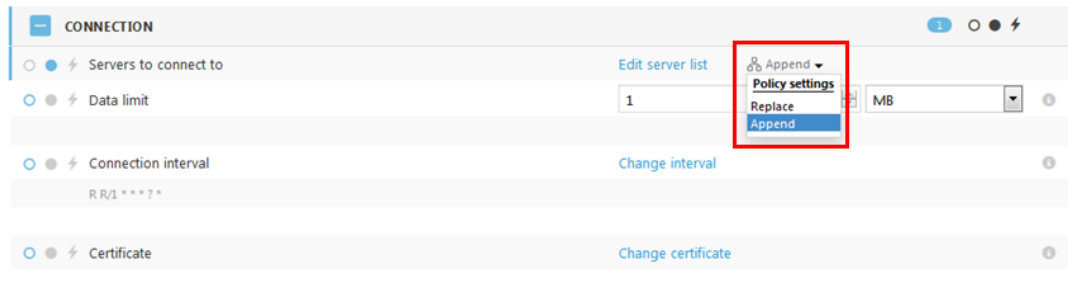 CONNECTION 1
Servers to connect to Edit server list Append
Policy settings
Replace
Append
Data limit 1 MB
Connection interval Change interval
R R/1 * * * ? *
Certificate Change certificate